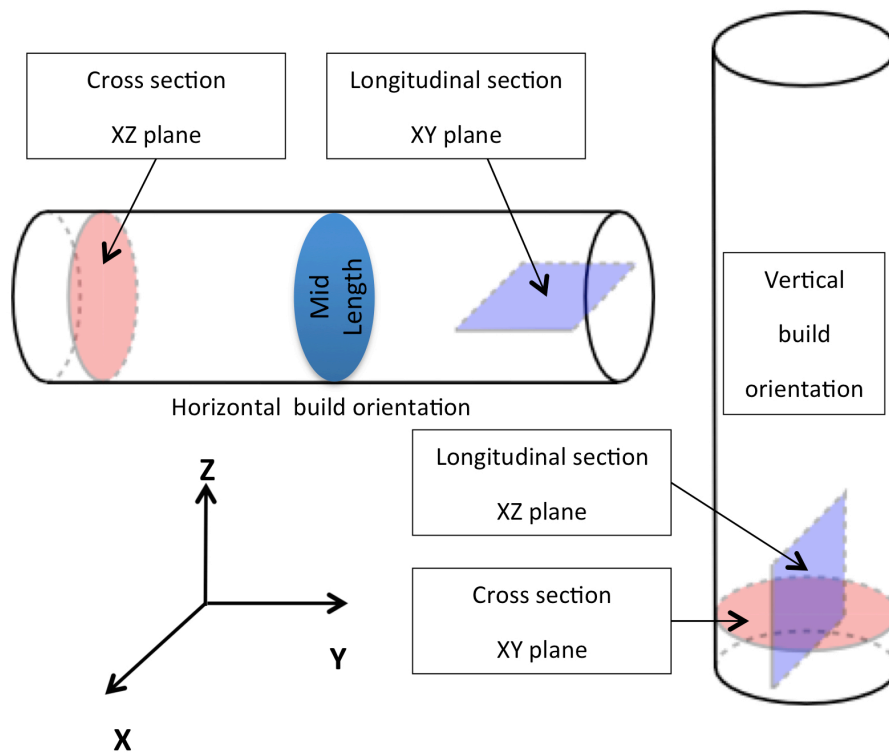 Cross section
XZ plane
Longitudinal section
XY plane
Mid
Length
Horizontal build orientation
Vertical
build
orientation
Longitudinal section
XZ plane
Cross section
XY plane
Z
Y
X